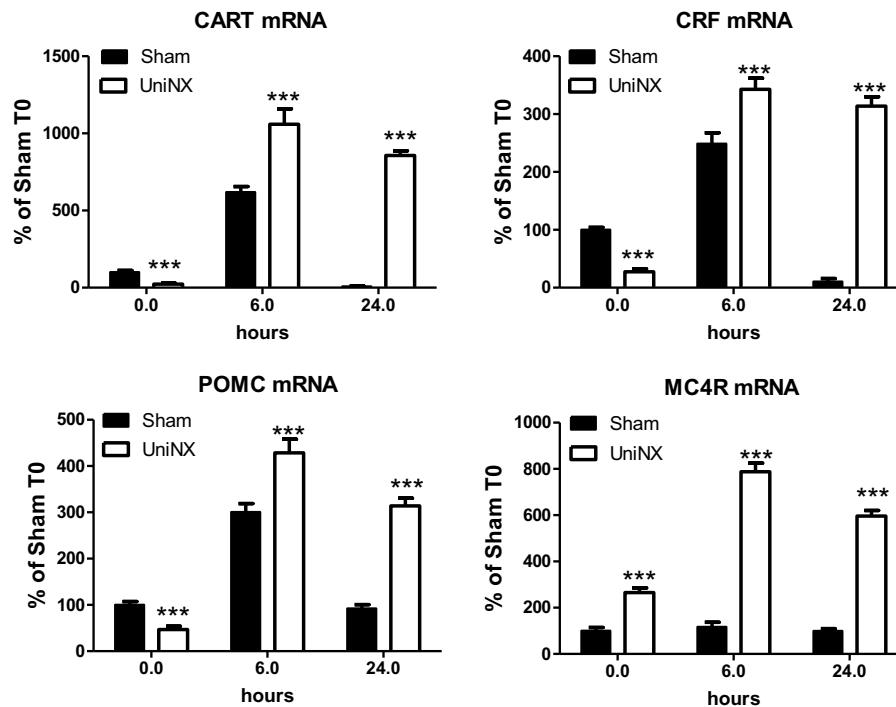 CART mRNA
Sham
UniNX
% of Sham T0
1500
1000
500
0
***
***
***
0.0
6.0
24.0
hours
CRF mRNA
Sham
UniNX
% of Sham T0
400
300
200
100
0
***
***
***
0.0
6.0
24.0
hours
POMC mRNA
Sham
UniNX
% of Sham T0
500
400
300
200
100
0
***
***
***
0.0
6.0
24.0
hours
MC4R mRNA
Sham
UniNX
% of Sham T0
1000
800
600
400
200
0
***
***
***
0.0
6.0
24.0
hours